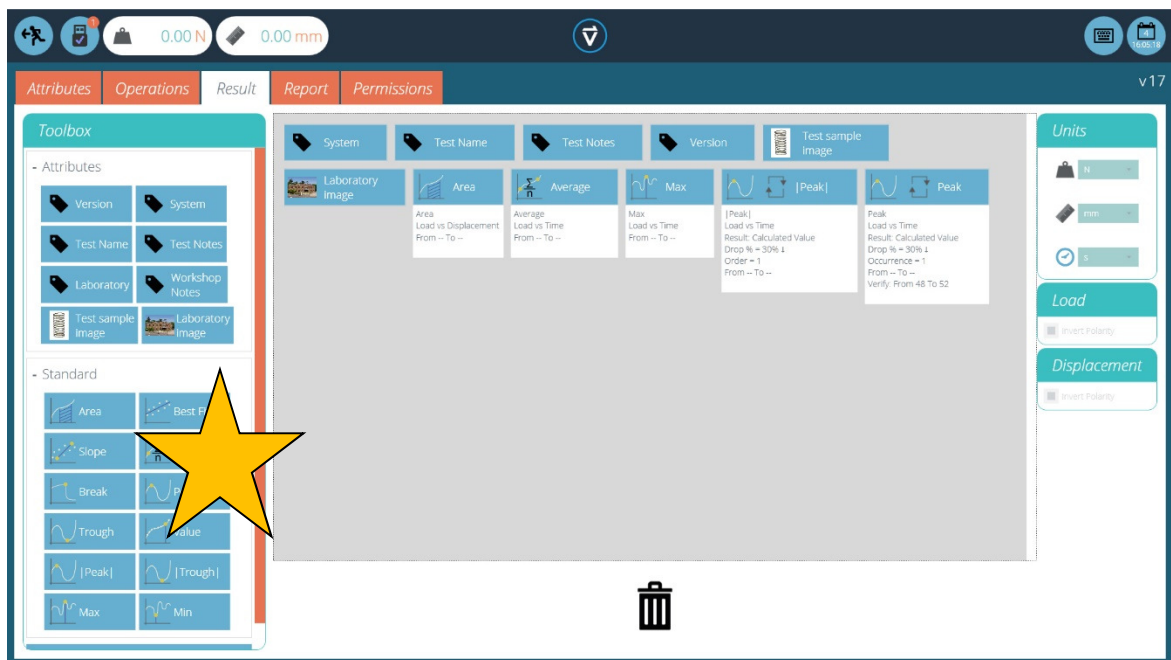 0.00 N
0.00 mm
1
4
16:05:18
Attributes Operations Result Report Permissions
v17
Toolbox
- Attributes
Version
System
Test Name
Test Notes
Laboratory
Workshop
Notes
Test sample
Image
Laboratory
Image
- Standard
Area
Best
Slope
Break
Trough
Value
|Peak|
|Trough|
Max
Min
System
Test Name
Test Notes
Version
Test sample
Image
Laboratory
Image
Area
Area
Load vs Displacement
From -- To --
Average
Average
Load vs Time
From -- To --
Max
Max
Load vs Time
From -- To --
|Peak|
|Peak|
Load vs Time
Result: Calculated Value
Drop % = 30% ↓
Order = 1
From -- To --
Peak
Peak
Load vs Time
Result: Calculated Value
Drop % = 30% ↓
Occurrence = 1
From -- To --
Verify: From 48 To 52
Units
N
mm
s
Load
Invert Polarity
Displacement
Invert Polarity